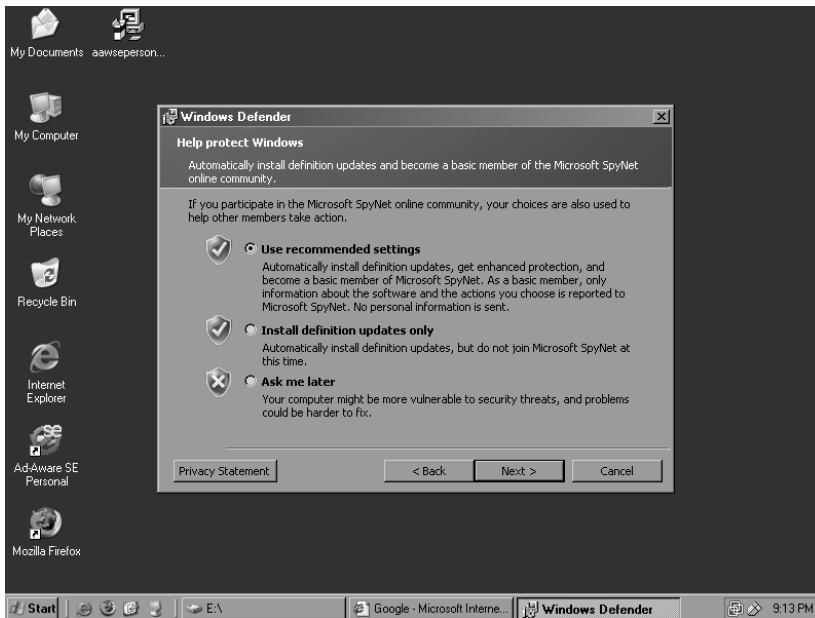 My Documents
aawseperson...
My Computer
My Network
Places
Recycle Bin
Internet
Explorer
Ad-Aware SE
Personal
Mozilla Firefox
Windows Defender
Help protect Windows
Automatically install definition updates and become a basic member of the Microsoft SpyNet
online community.
If you participate in the Microsoft SpyNet online community, your choices are also used to
help other members take action.
Use recommended settings
Automatically install definition updates, get enhanced protection, and
become a basic member of Microsoft SpyNet. As a basic member, only
information about the software and the actions you choose is reported to
Microsoft SpyNet. No personal information is sent.
Install definition updates only
Automatically install definition updates, but do not join Microsoft SpyNet at
this time.
Ask me later
Your computer might be more vulnerable to security threats, and problems
could be harder to fix.
Privacy Statement
< Back
Next >
Cancel
Start
E:\
Google - Microsoft Interne...
Windows Defender
9:13 PM